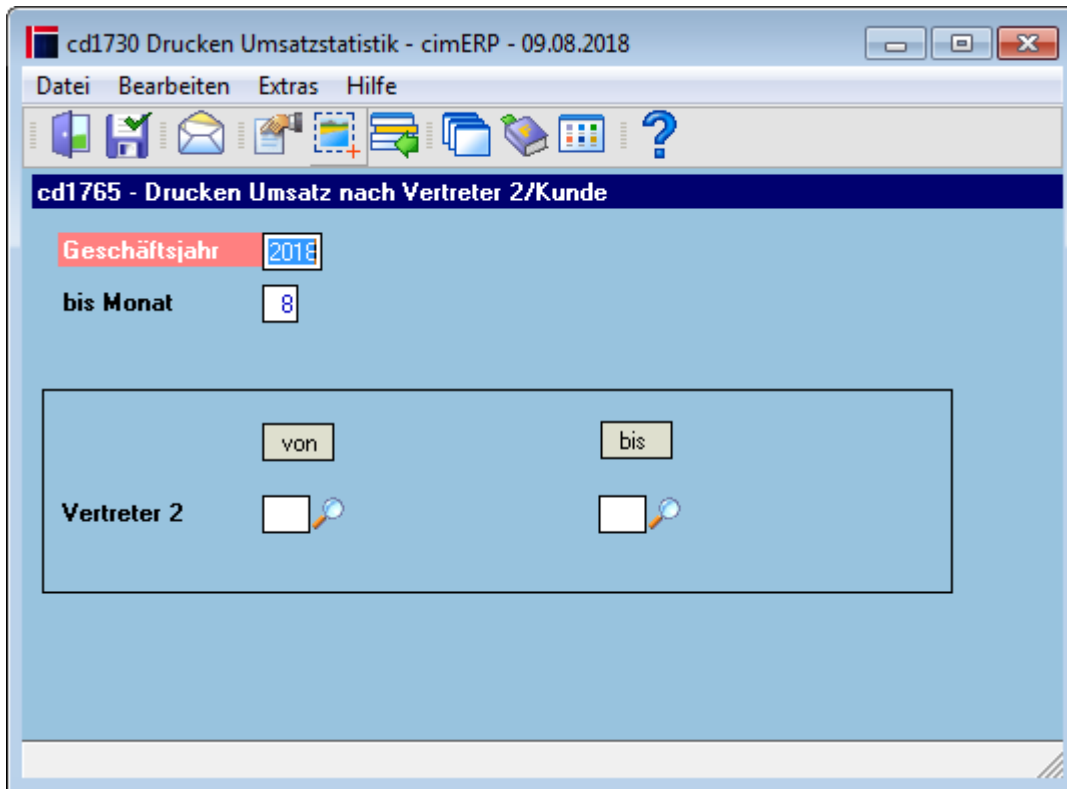 cd1730 Drucken Umsatzstatistik - cimERP - 09.08.2018
Datei Bearbeiten Extras Hilfe
cd1765 - Drucken Umsatz nach Vertreter 2/Kunde
Geschäftsjahr 2018
bis Monat 8
von bis
Vertreter 2